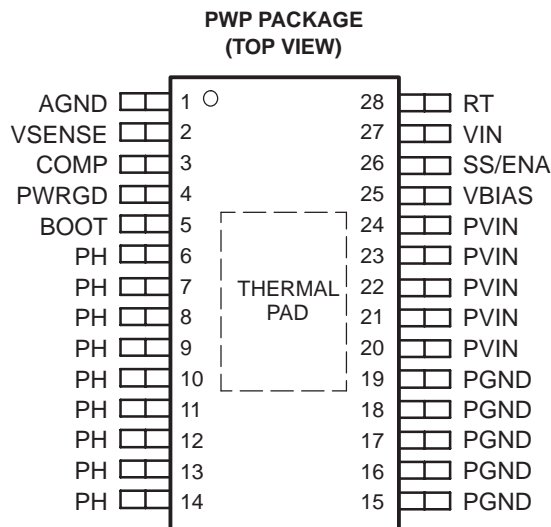 PWP PACKAGE
(TOP VIEW)
AGND 1 28 RT
VSENSE 2 27 VIN
COMP 3 26 SS/ENA
PWRGD 4 25 VBIAS
BOOT 5 24 PVIN
PH 6 23 PVIN
PH 7 22 PVIN
PH 8 21 PVIN
PH 9 20 PVIN
PH 10 19 PGND
PH 11 18 PGND
PH 12 17 PGND
PH 13 16 PGND
PH 14 15 PGND
THERMAL
PAD